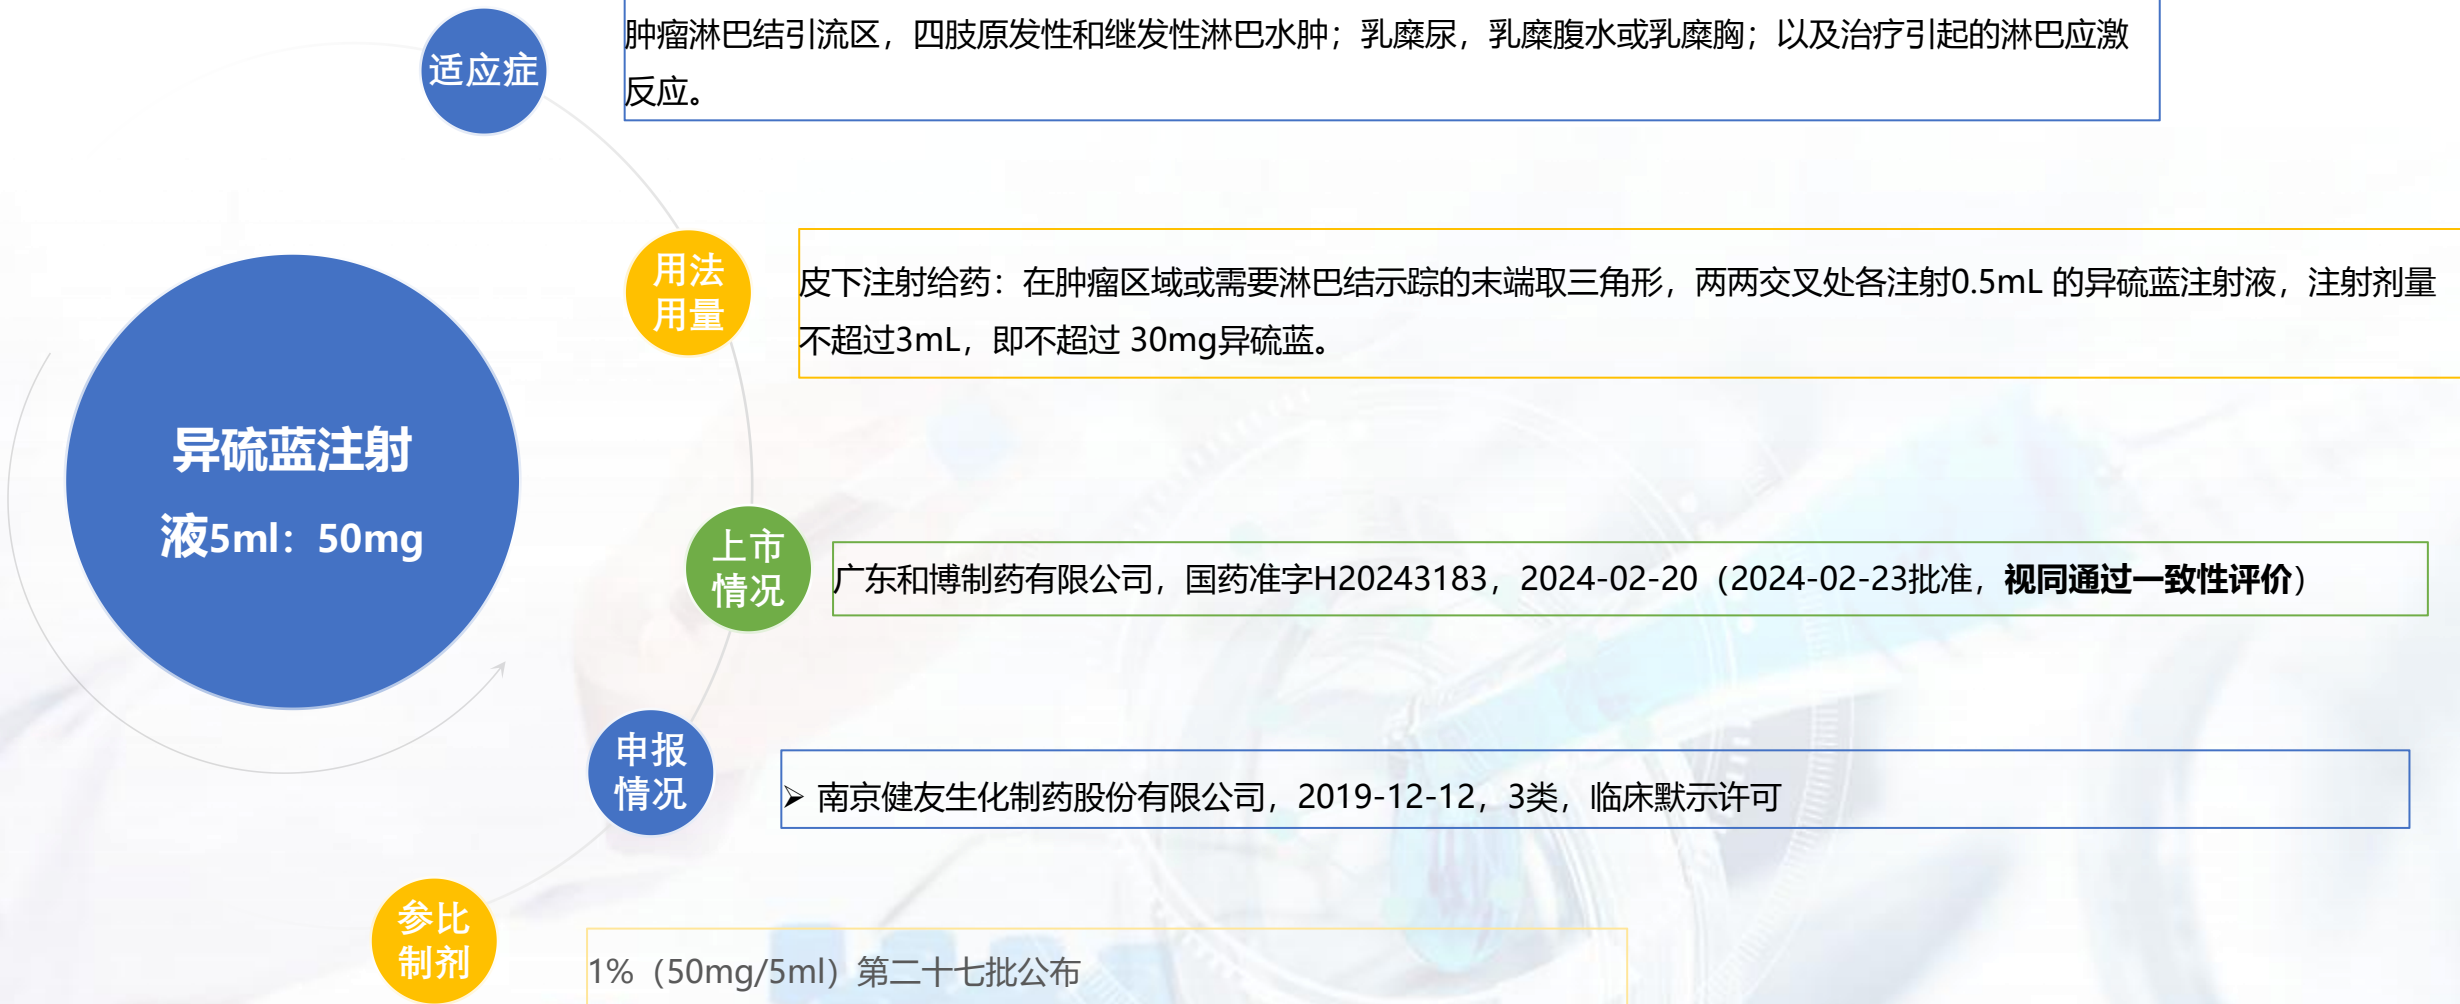 适应症
肿瘤淋巴结引流区，四肢原发性和继发性淋巴水肿；乳糜尿，乳糜腹水或乳糜胸；以及治疗引起的淋巴应激
反应。
用法
用量
皮下注射给药：在肿瘤区域或需要淋巴结示踪的末端取三角形，两两交叉处各注射0.5mL 的异硫蓝注射液，注射剂量
不超过3mL，即不超过 30mg异硫蓝。
异硫蓝注射
液5ml：50mg
上市
情况
广东和博制药有限公司，国药准字H20243183，2024-02-20（2024-02-23批准，视同通过一致性评价）
申报
情况
➢ 南京健友生化制药股份有限公司，2019-12-12，3类，临床默示许可
参比
制剂
1%（50mg/5ml）第二十七批公布